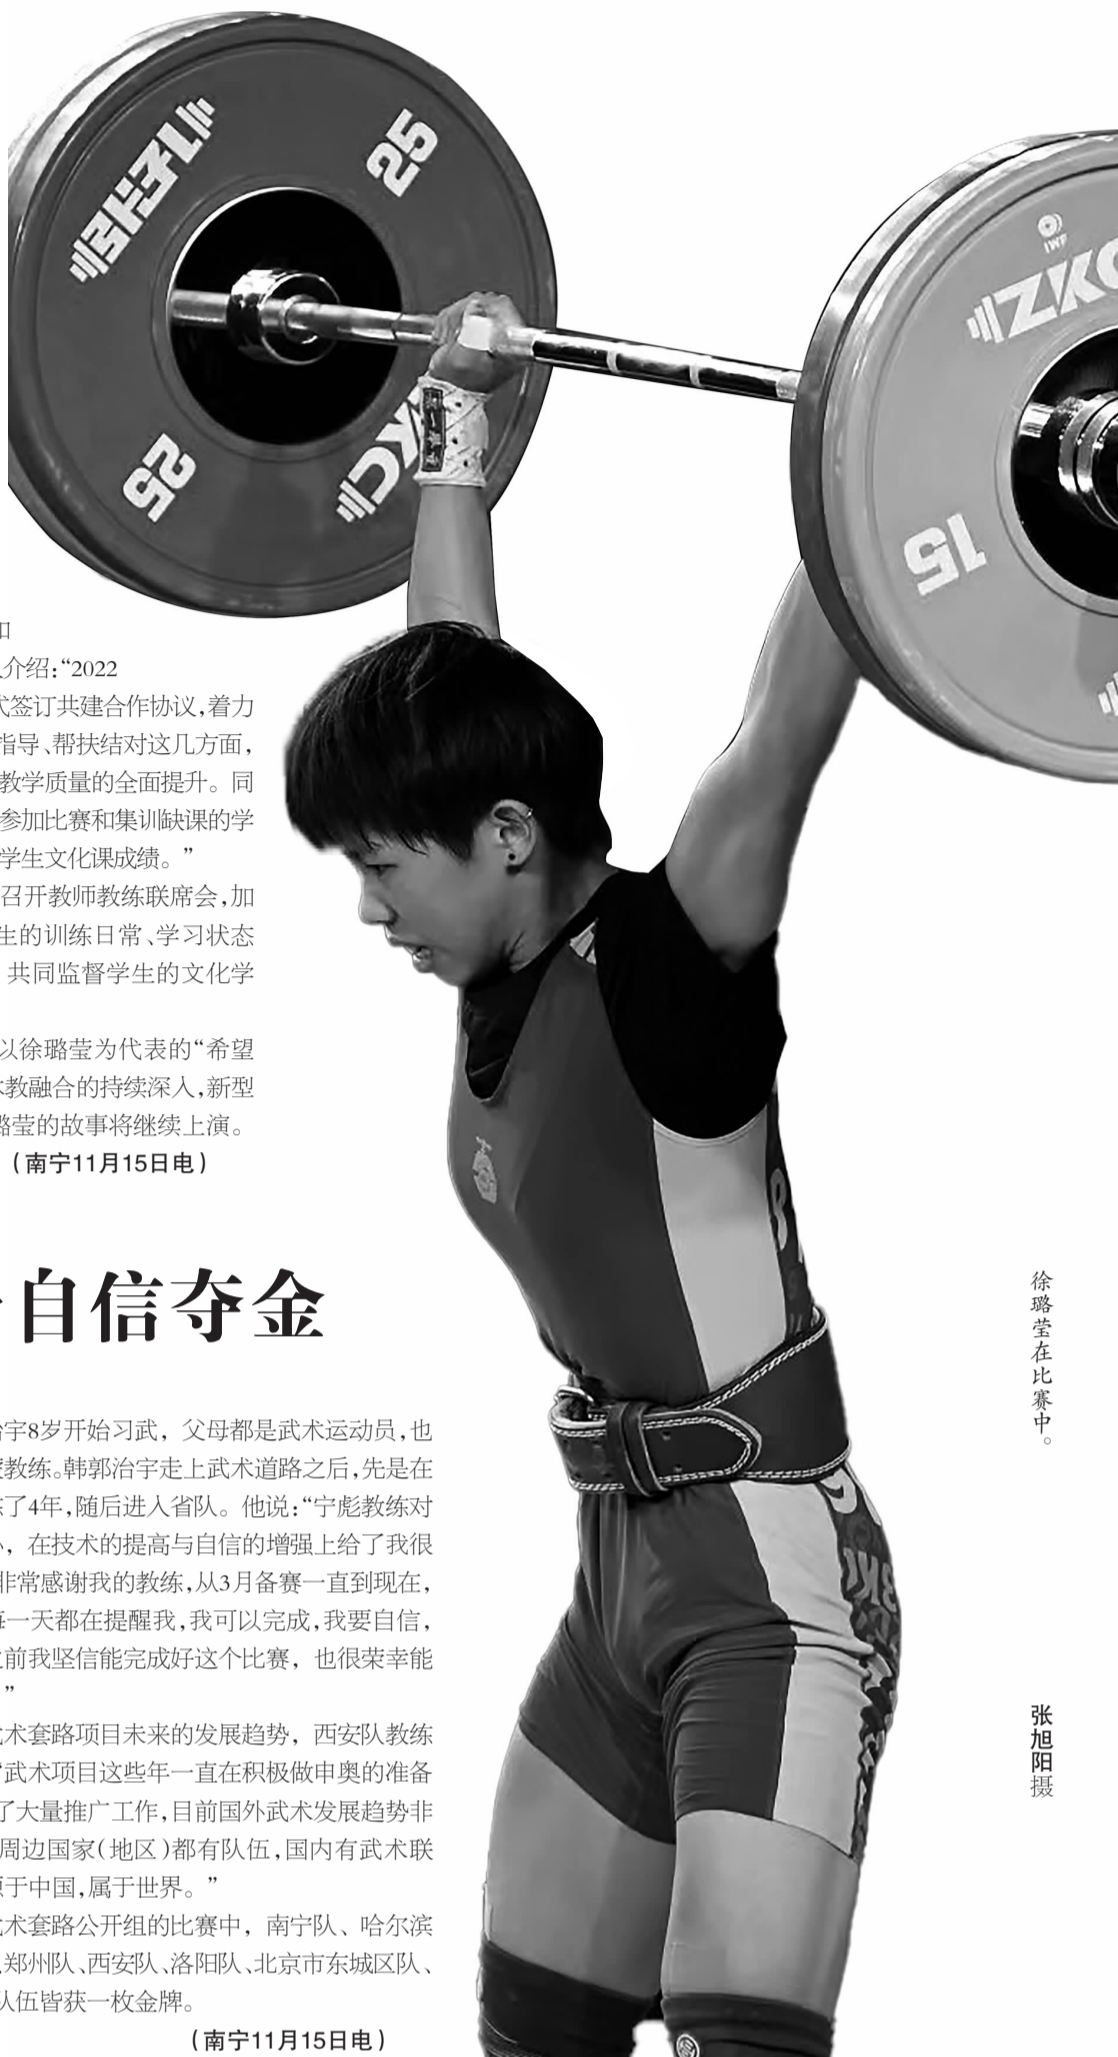 介绍:“2022
签订共建合作协议,着力
指导、帮扶结对这几方面,
教学质量的全面提升。同
参加比赛和集训缺课的学
学生文化课成绩。”
召开教师教练联席会,加
生的训练日常、学习状态
共同监督学生的文化学
以徐璐莹为代表的“希望
教融合的持续深入,新型
璐莹的故事将继续上演。
(南宁11月15日电)
自信夺金
宇8岁开始习武，父母都是武术运动员,也
教练。韩郭治宇走上武术道路之后,先是在
了4年,随后进入省队。他说:“宁彪教练对
，在技术的提高与自信的增强上给了我很
非常感谢我的教练,从3月备赛一直到现在,
每一天都在提醒我,我可以完成,我要自信,
前我坚信能完成好这个比赛，也很荣幸能
”
术套路项目未来的发展趋势，西安队教练
“武术项目这些年一直在积极做申奥的准备
了大量推广工作,目前国外武术发展趋势非
周边国家(地区)都有队伍,国内有武术联
于中国,属于世界。”
术套路公开组的比赛中，南宁队、哈尔滨
郑州队、西安队、洛阳队、北京市东城区队、
队伍皆获一枚金牌。
(南宁11月15日电)
徐璐莹在比赛中。
张旭阳摄
25
25
ZKC
IWF
ZKC
15